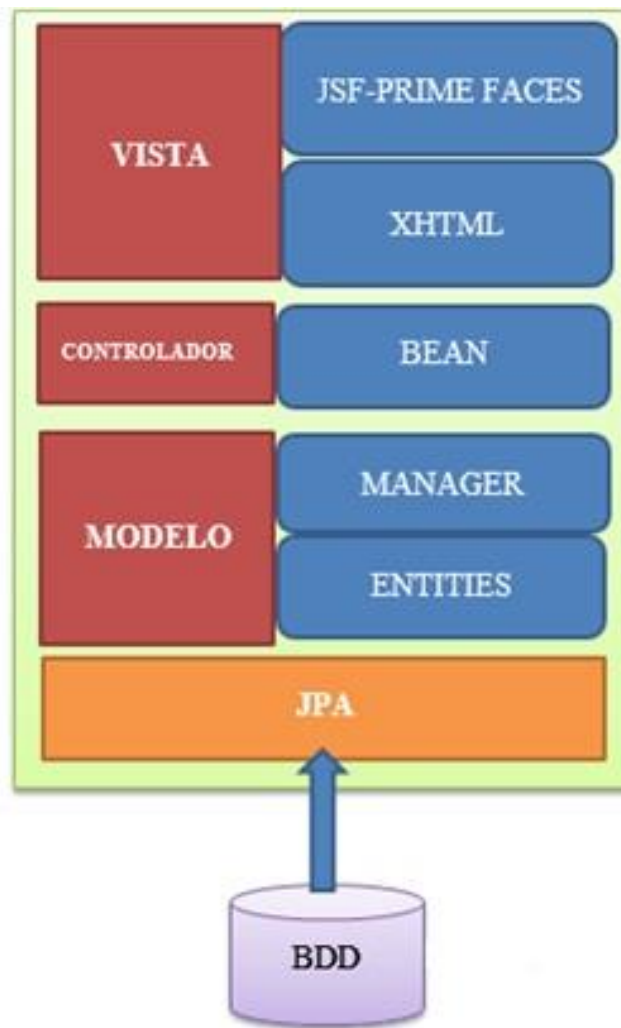 VISTA
JSF-PRIME FACES
XHTML
CONTROLADOR
BEAN
MODELO
MANAGER
ENTITIES
JPA
BDD